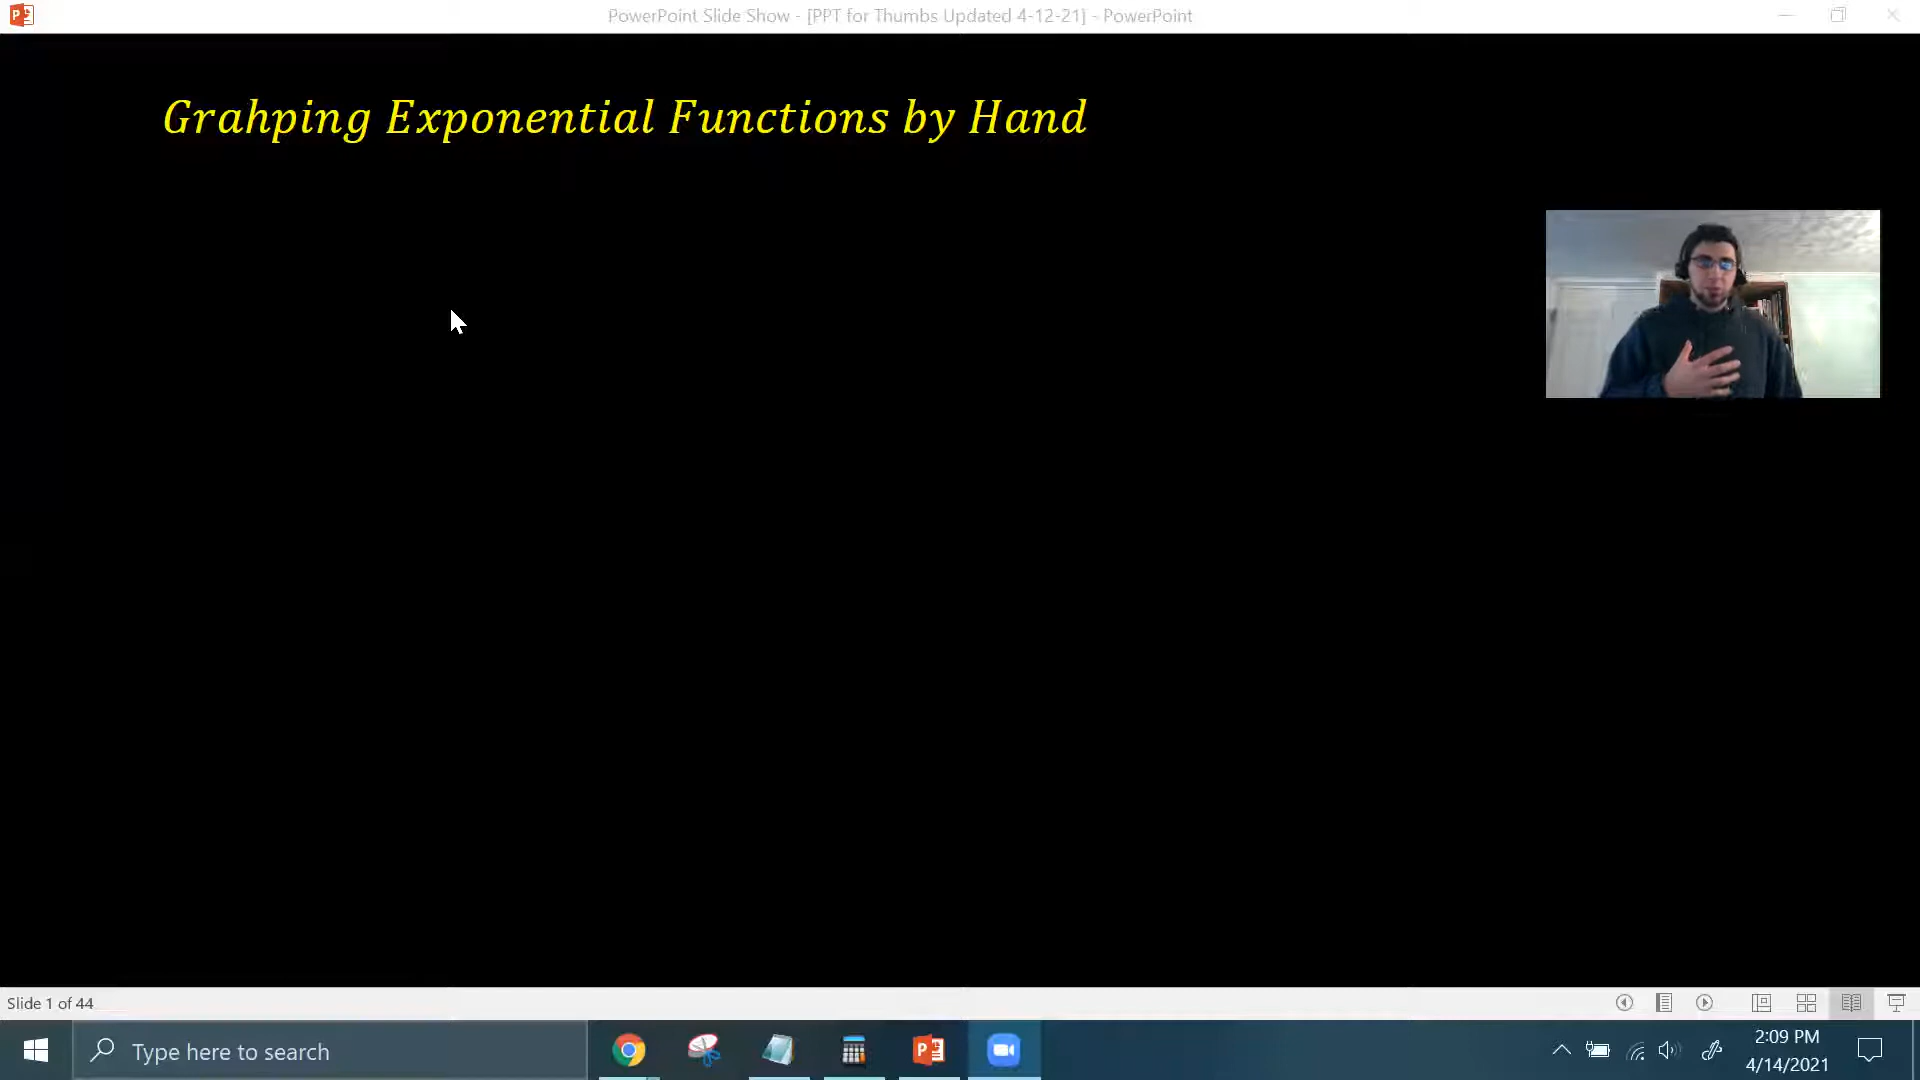 PowerPoint Slide Show - [PPT for Thumbs Updated 4-12-21] - PowerPoint
Grahping Exponential Functions by Hand
Slide 1 of 44
Type here to search
2:09 PM
4/14/2021